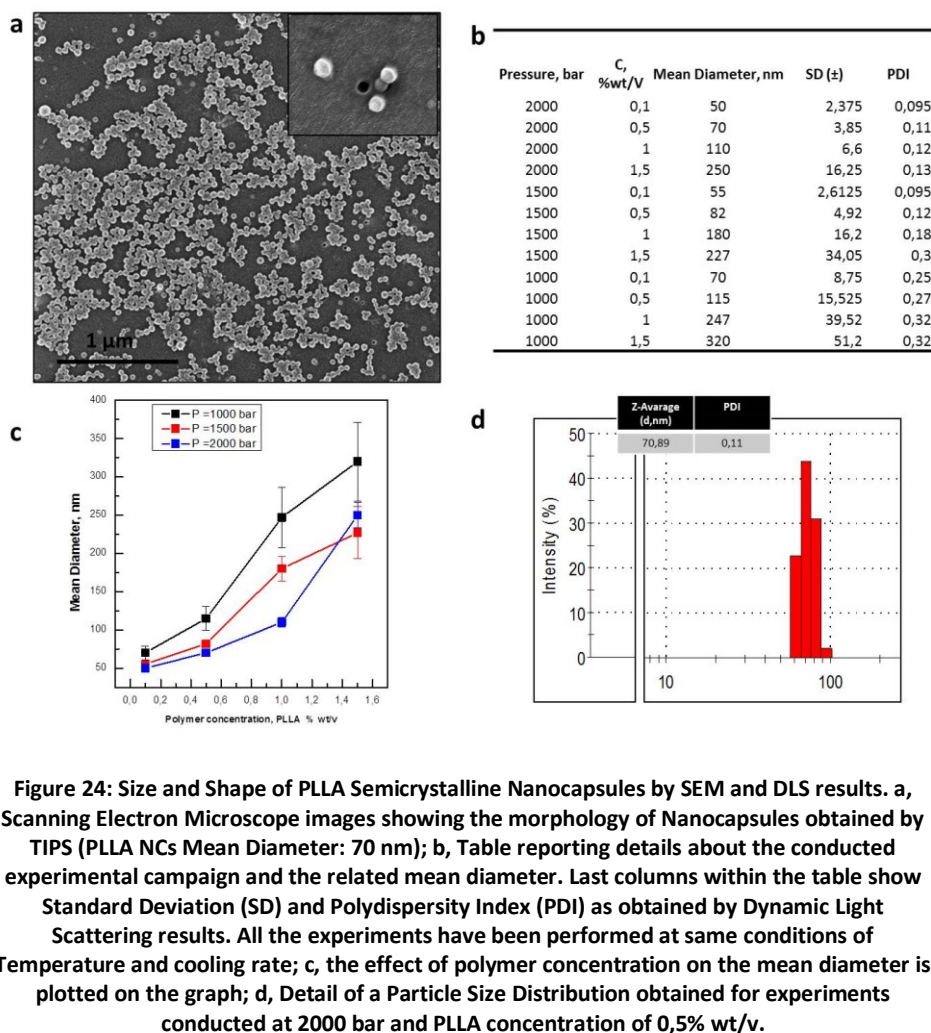 a
1 µm
b
Pressure, bar C, %wt/V Mean Diameter, nm SD (±) PDI
2000 0,1 50 2,375 0,095
2000 0,5 70 3,85 0,11
2000 1 110 6,6 0,12
2000 1,5 250 16,25 0,13
1500 0,1 55 2,6125 0,095
1500 0,5 82 4,92 0,12
1500 1 180 16,2 0,18
1500 1,5 227 34,05 0,3
1000 0,1 70 8,75 0,25
1000 0,5 115 15,525 0,27
1000 1 247 39,52 0,32
1000 1,5 320 51,2 0,32
c
P =1000 bar
P =1500 bar
P =2000 bar
Mean Diameter, nm
400
350
300
250
200
150
100
50
0,0 0,2 0,4 0,6 0,8 1,0 1,2 1,4 1,6
Polymer concentration, PLLA % wt/v
d
Z-Avarage (d,nm) PDI
70,89 0,11
Intensity (%)
50
40
30
20
10
0
10 100
Figure 24: Size and Shape of PLLA Semicrystalline Nanocapsules by SEM and DLS results. a,
Scanning Electron Microscope images showing the morphology of Nanocapsules obtained by
TIPS (PLLA NCs Mean Diameter: 70 nm); b, Table reporting details about the conducted
experimental campaign and the related mean diameter. Last columns within the table show
Standard Deviation (SD) and Polydispersity Index (PDI) as obtained by Dynamic Light
Scattering results. All the experiments have been performed at same conditions of
Temperature and cooling rate; c, the effect of polymer concentration on the mean diameter is
plotted on the graph; d, Detail of a Particle Size Distribution obtained for experiments
conducted at 2000 bar and PLLA concentration of 0,5% wt/v.